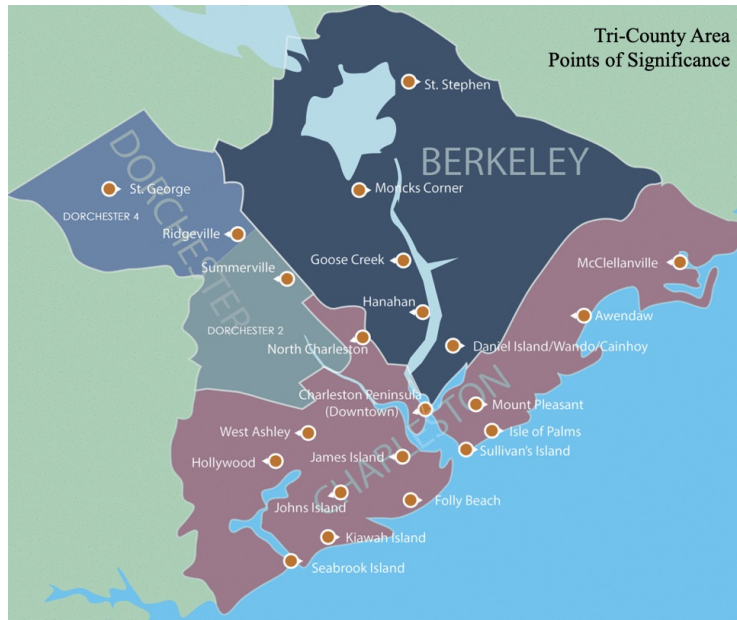 Tri-County Area
Points of Significance
St. Stephen
BERKELEY
DORCHESTER
St. George
Moncks Corner
DORCHESTER 4
Ridgeville
Goose Creek
McClellanville
Summerville
Hanahan
Awendaw
DORCHESTER 2
North Charleston
Daniel Island/Wando/Cainhoy
Charleston Peninsula
(Downtown)
CHARLESTON
Mount Pleasant
West Ashley
Isle of Palms
Hollywood
James Island
Sullivan's Island
Johns Island
Folly Beach
Kiawah Island
Seabrook Island